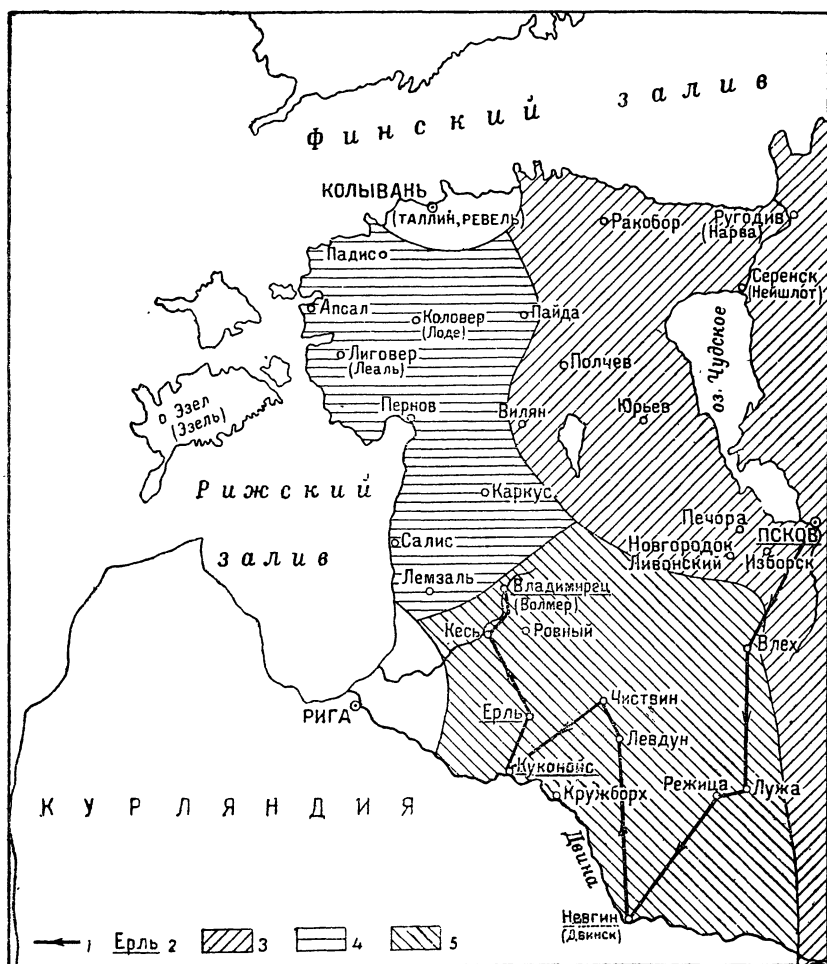 Финский залив
КОЛЫВАНЬ
(ТАЛЛИН, РЕВЕЛЬ)
Ракобор
Ругодив
(Нарва)
Падис
Серенск
(Нейшлот)
Апсал
Коловер
(Лоде)
Пайда
оз. Чудское
Лиговер
(Леаль)
Полчев
Эзел
(Эзель)
Пернов
Вилян
Юрьев
Рижский
залив
Каркус
Печора
ПСКОВ
Салис
Новгородок
Ливонский
Изборск
Лемзаль
Владимирец
(Волмер)
Кесь
Ровный
Влех
РИГА
Ерль
Чиствин
Левдун
Куконойс
Кружборх
Режица
Лужа
КУРЛЯНДИЯ
Двина
Невгин
(Двинск)
1 Ерль 2 3 4 5